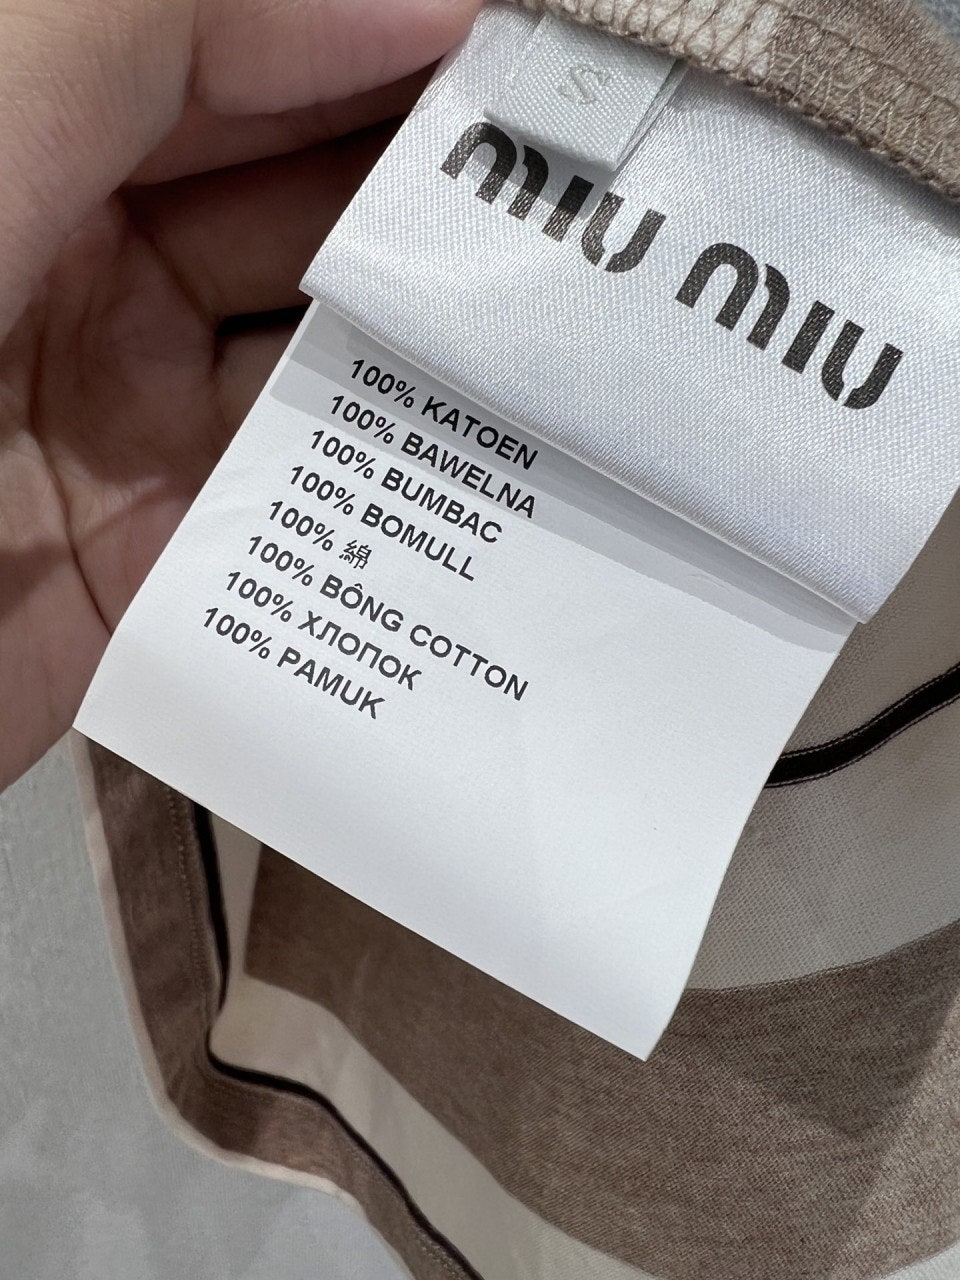 S
miu miu
100% KATOEN
100% BAWELNA
100% BUMBAC
100% BOMULL
100% 綿
100% BÔNG COTTON
100% ХЛОПОК
100% PAMUK